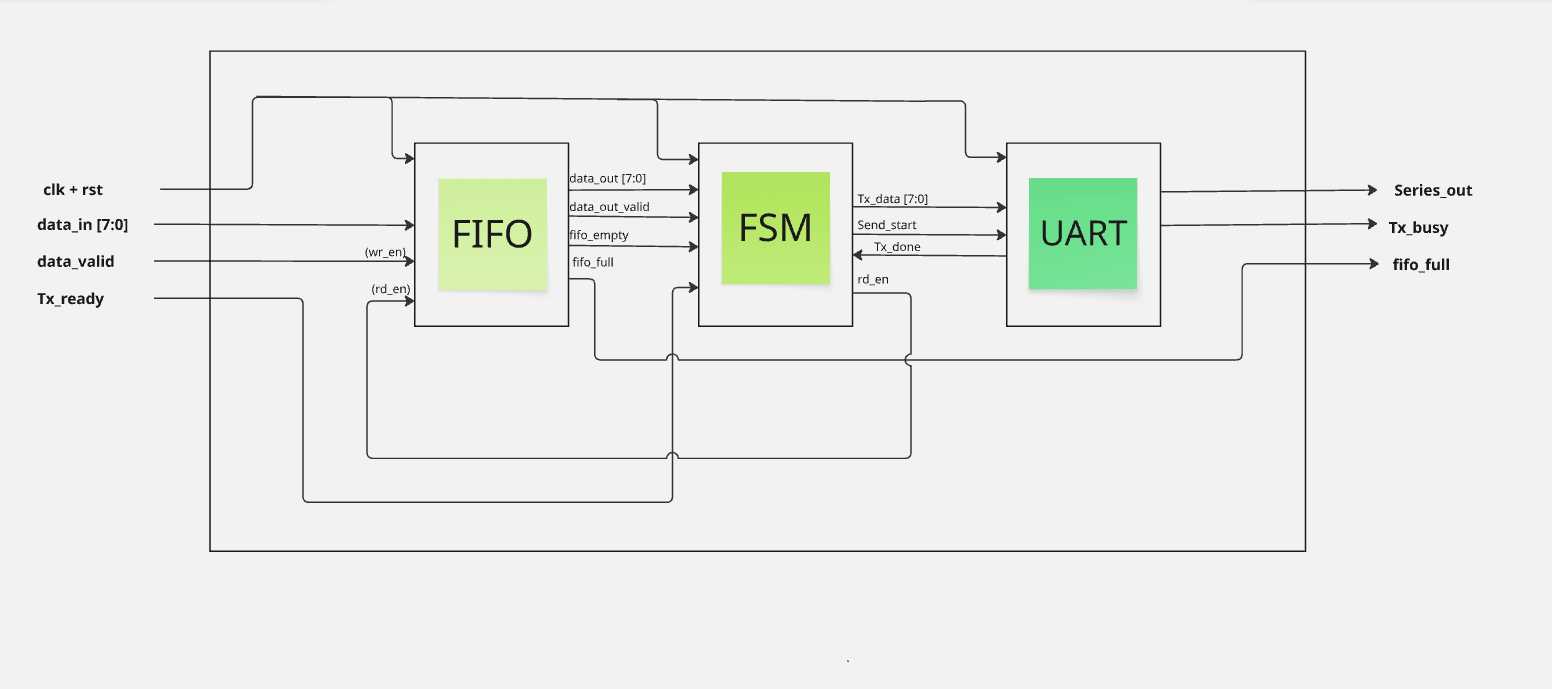 clk + rst
data_in [7:0]
data_valid
Tx_ready
(wr_en)
(rd_en)
FIFO
data_out [7:0]
data_out_valid
fifo_empty
fifo_full
FSM
Tx_data [7:0]
Send_start
Tx_done
rd_en
UART
Series_out
Tx_busy
fifo_full